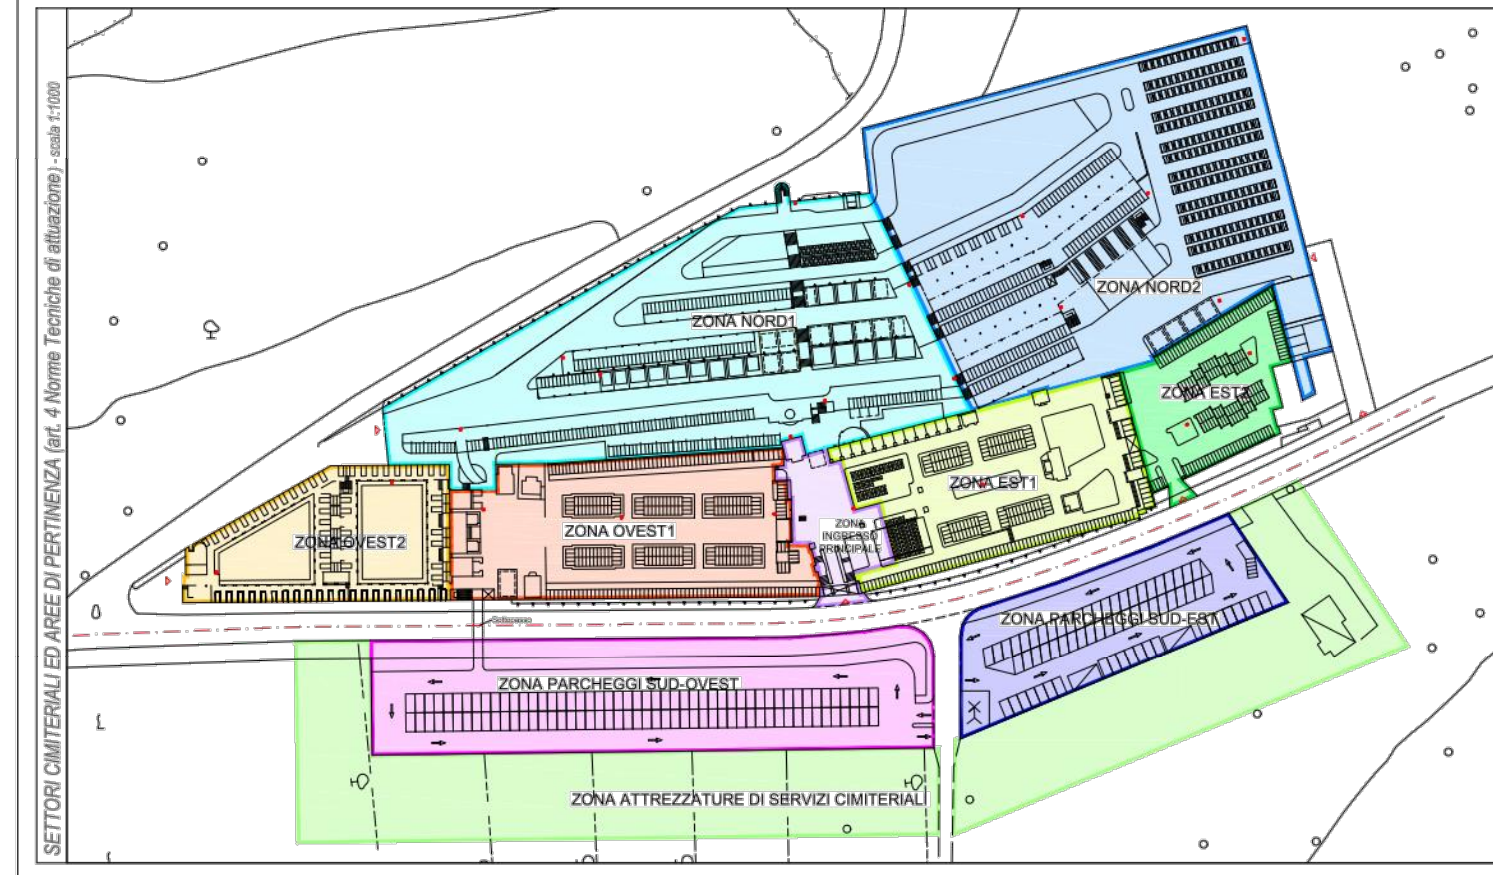 SETTORI CIMITERIALI ED AREE DI PERTINENZA (art. 4 Norme Tecniche di attuazione) - scala 1:1000
ZONA NORD2
ZONA NORD1
ZONA EST2
ZONA EST1
ZONA OVEST1
ZONA
INGRESSO
PRINCIPALE
ZONA OVEST2
Sottopasso
ZONA PARCHEGGI SUD-EST
ZONA PARCHEGGI SUD-OVEST
ZONA ATTREZZATURE DI SERVIZI CIMITERIALI